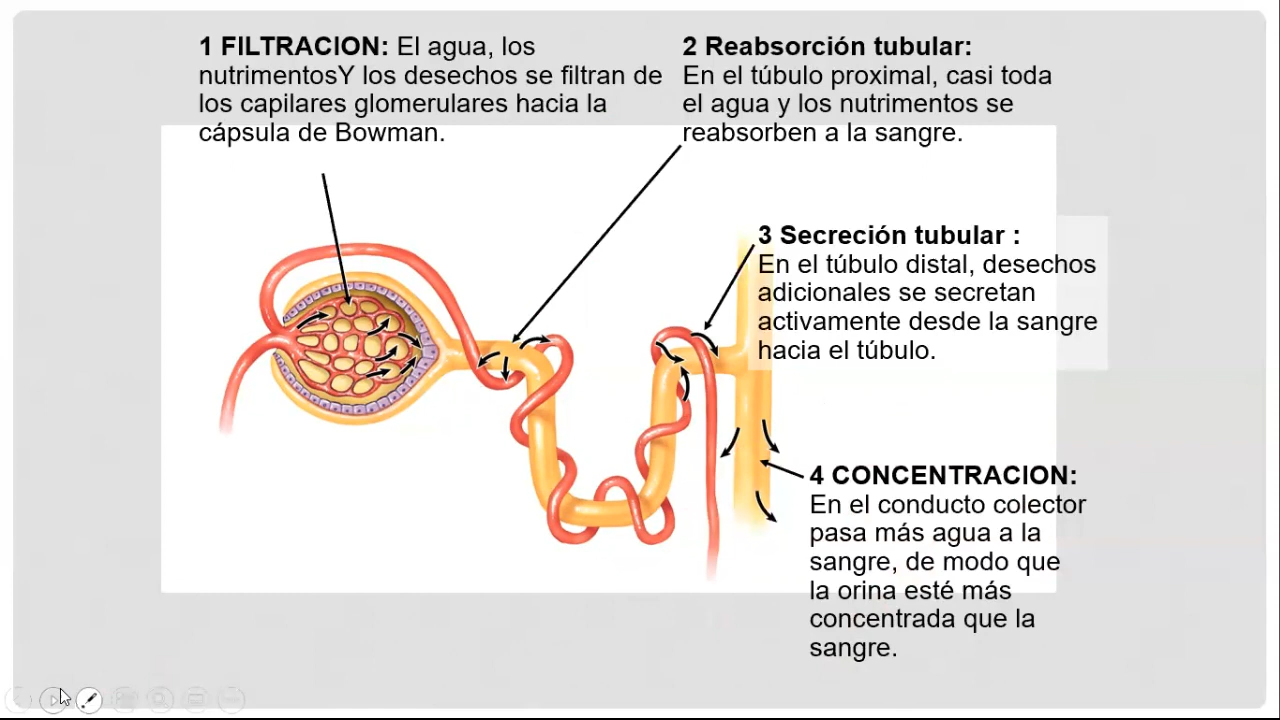 1 FILTRACION: El agua, los
nutrimentosY los desechos se filtran de
los capilares glomerulares hacia la
cápsula de Bowman.
2 Reabsorción tubular:
En el túbulo proximal, casi toda
el agua y los nutrimentos se
reabsorben a la sangre.
3 Secreción tubular :
En el túbulo distal, desechos
adicionales se secretan
activamente desde la sangre
hacia el túbulo.
4 CONCENTRACION:
En el conducto colector
pasa más agua a la
sangre, de modo que
la orina esté más
concentrada que la
sangre.